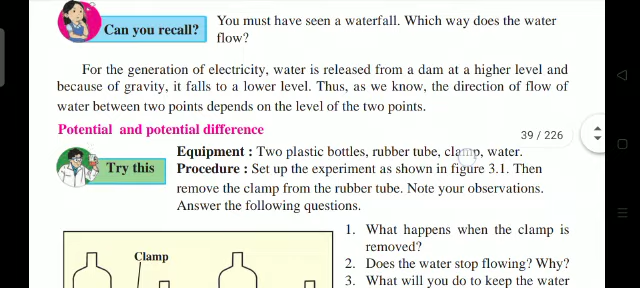 Can you recall?
You must have seen a waterfall. Which way does the water
flow?
For the generation of electricity, water is released from a dam at a higher level and
because of gravity, it falls to a lower level. Thus, as we know, the direction of flow of
water between two points depends on the level of the two points.
Potential and potential difference
39 / 226
Try this
Equipment : Two plastic bottles, rubber tube, clamp, water.
Procedure : Set up the experiment as shown in figure 3.1. Then
remove the clamp from the rubber tube. Note your observations.
Answer the following questions.
1. What happens when the clamp is
removed?
2. Does the water stop flowing? Why?
3. What will you do to keep the water
Clamp